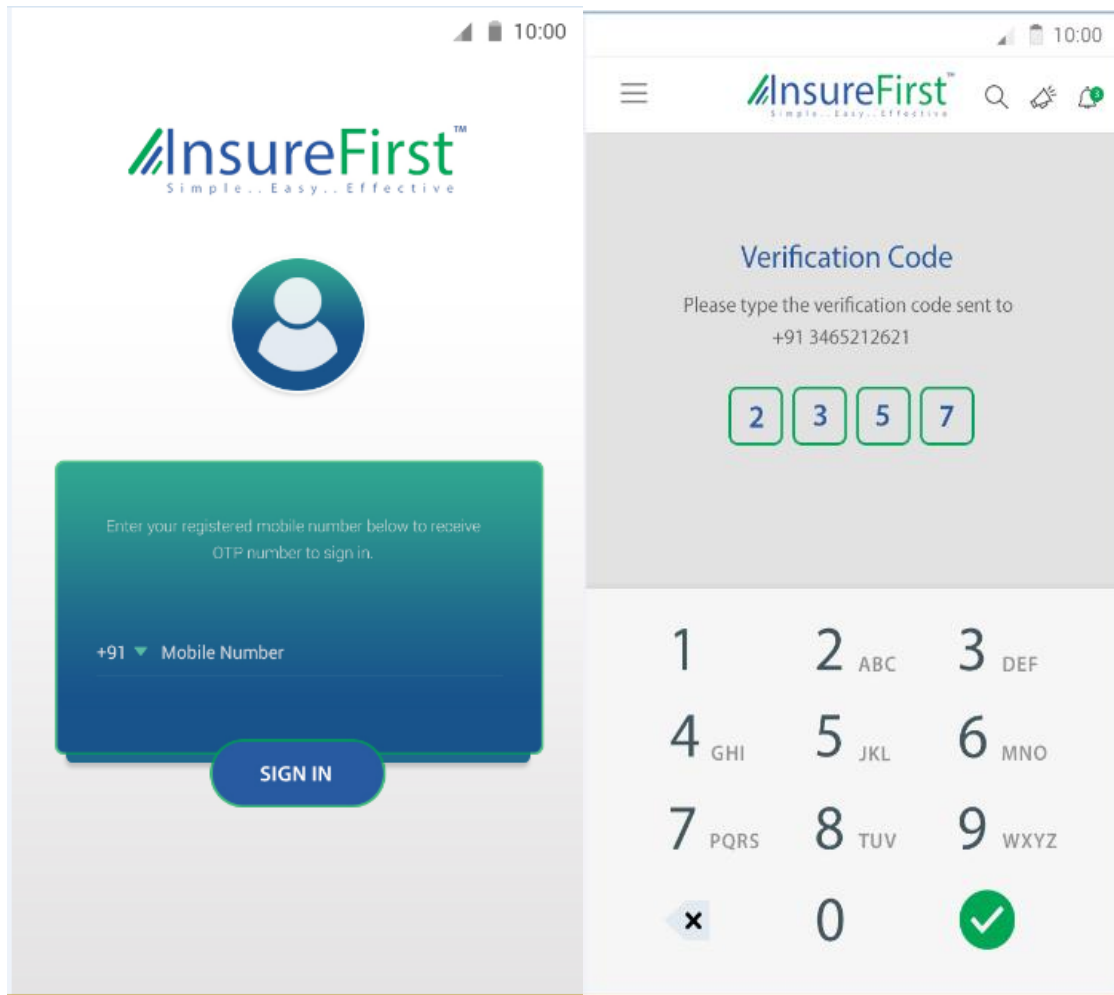 10:00
InsureFirst™
Simple..Easy..Effective
Enter your registered mobile number below to receive
OTP number to sign in.
+91 Mobile Number
SIGN IN
10:00
InsureFirst™
Simple..Easy..Effective
3
Verification Code
Please type the verification code sent to
+91 3465212621
2 3 5 7
1 2 ABC 3 DEF
4 GHI 5 JKL 6 MNO
7 PQRS 8 TUV 9 WXYZ
0